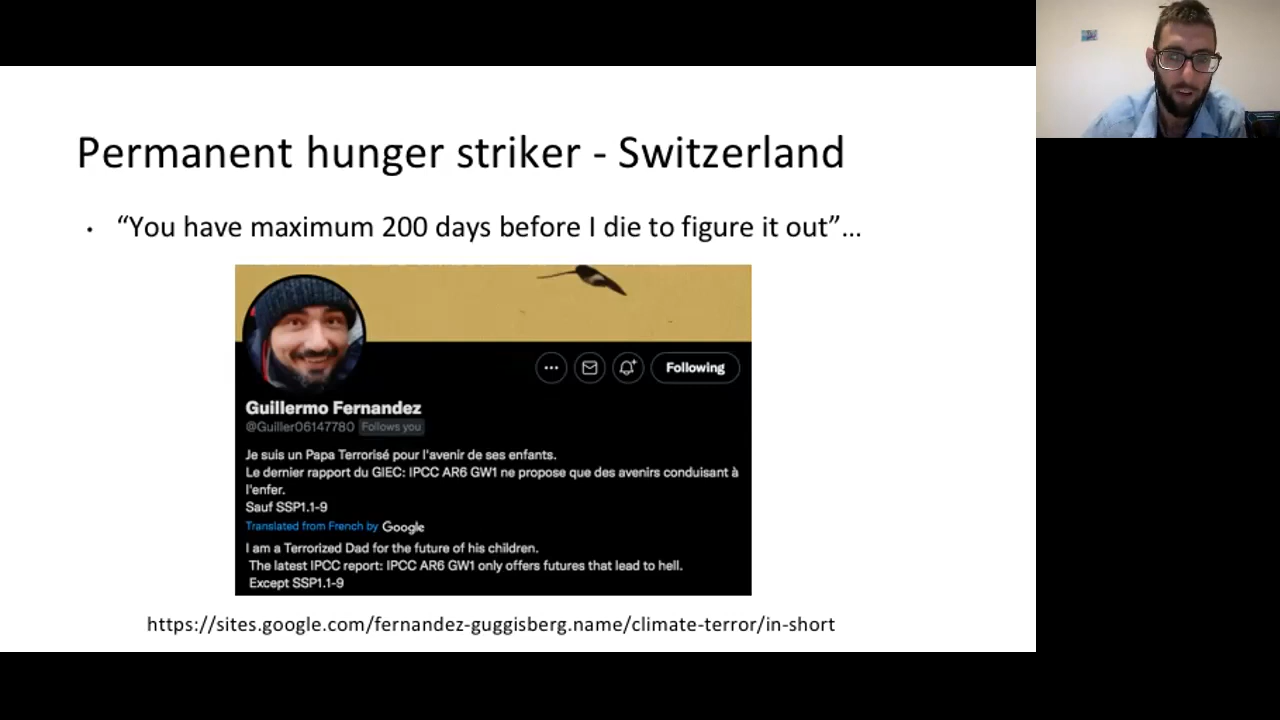 Permanent hunger striker - Switzerland
• “You have maximum 200 days before I die to figure it out”…
Following
Guillermo Fernandez
@Guiller06147780 Follows you
Je suis un Papa Terrorisé pour l'avenir de ses enfants.
Le dernier rapport du GIEC: IPCC AR6 GW1 ne propose que des avenirs conduisant à
l'enfer.
Sauf SSP1.1-9
Translated from French by Google
I am a Terrorized Dad for the future of his children.
The latest IPCC report: IPCC AR6 GW1 only offers futures that lead to hell.
Except SSP1.1-9
https://sites.google.com/fernandez-guggisberg.name/climate-terror/in-short